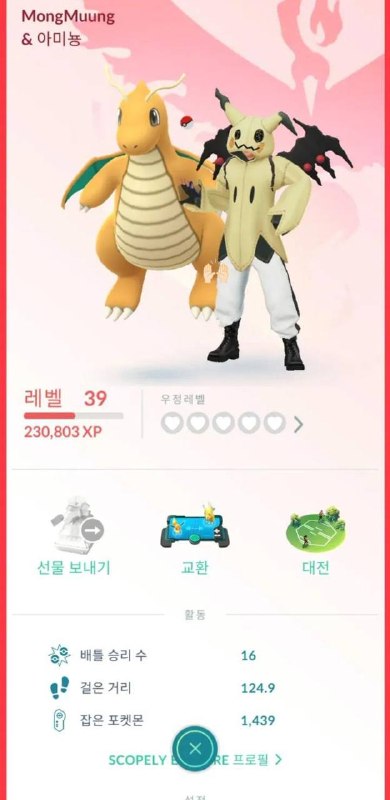 MongMuung
& 아미뇽
레벨 39
230,803 XP
우정레벨
선물 보내기
교환
대전
활동
배틀 승리 수 16
걸은 거리 124.9
잡은 포켓몬 1,439
SCOPELY E RE 프로필